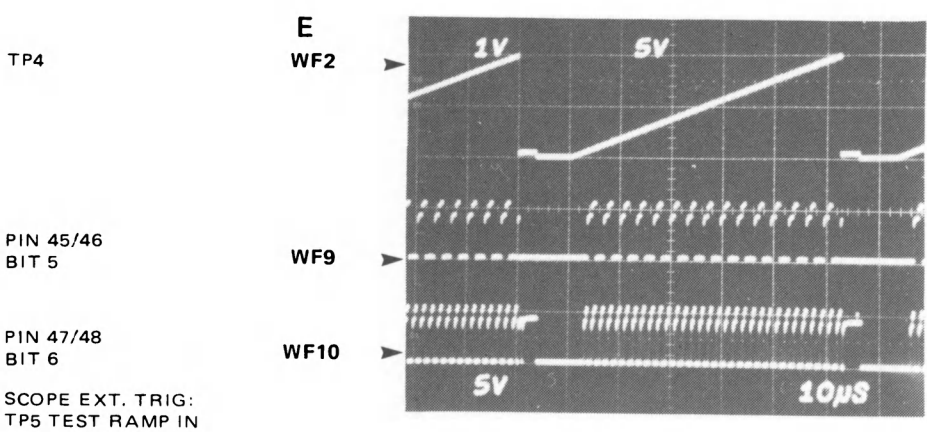 E
TP4
WF2
1V
5V
PIN 45/46
BIT 5
WF9
PIN 47/48
BIT 6
WF10
SCOPE EXT. TRIG:
TP5 TEST RAMP IN
5V
10µS